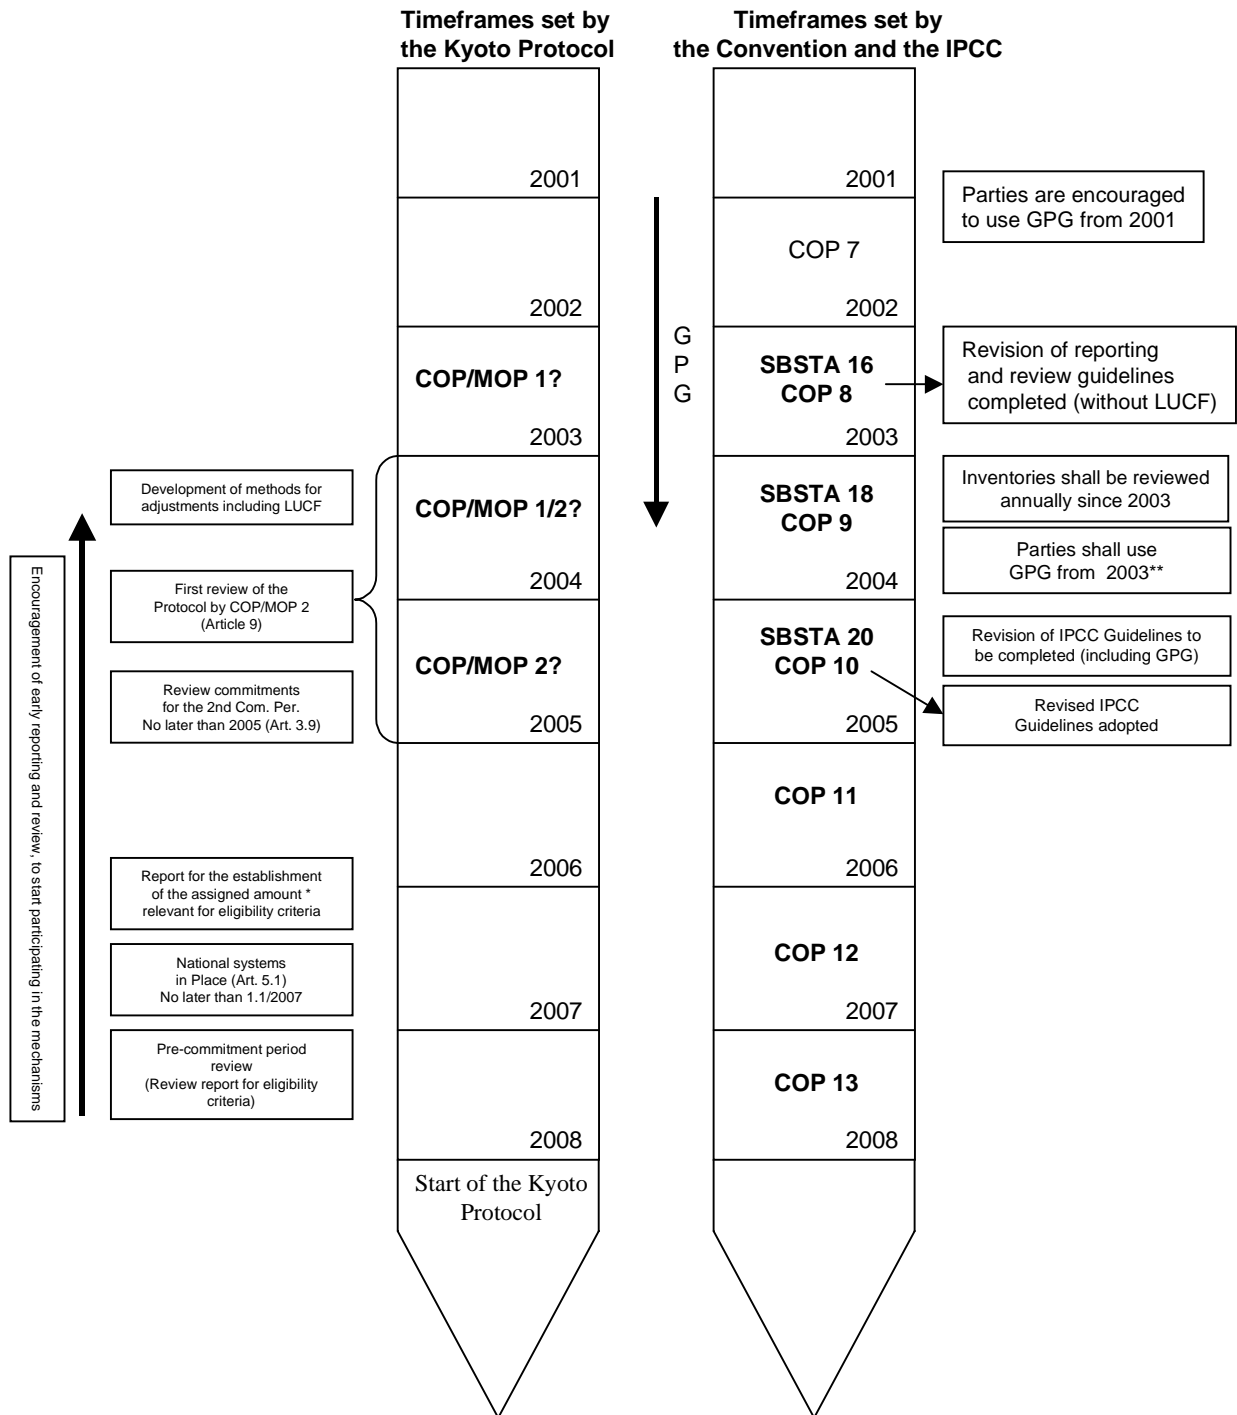 Timeframes set by
the Kyoto Protocol
Timeframes set by
the Convention and the IPCC
2001
2002
COP/MOP 1?
2003
COP/MOP 1/2?
2004
COP/MOP 2?
2005
2006
2007
2008
Start of the Kyoto
Protocol
G
P
G
2001
COP 7
2002
SBSTA 16
COP 8
2003
SBSTA 18
COP 9
2004
SBSTA 20
COP 10
2005
COP 11
2006
COP 12
2007
COP 13
2008
Parties are encouraged
to use GPG from 2001
Revision of reporting
and review guidelines
completed (without LUCF)
Inventories shall be reviewed
annually since 2003
Parties shall use
GPG from 2003**
Revision of IPCC Guidelines to
be completed (including GPG)
Revised IPCC
Guidelines adopted
Encouragement of early reporting and review, to start participating in the mechanisms
Development of methods for
adjustments including LUCF
First review of the
Protocol by COP/MOP 2
(Article 9)
Review commitments
for the 2nd Com. Per.
No later than 2005 (Art. 3.9)
Report for the establishment
of the assigned amount *
relevant for eligibility criteria
National systems
in Place (Art. 5.1)
No later than 1.1/2007
Pre-commitment period
review
(Review report for eligibility
criteria)